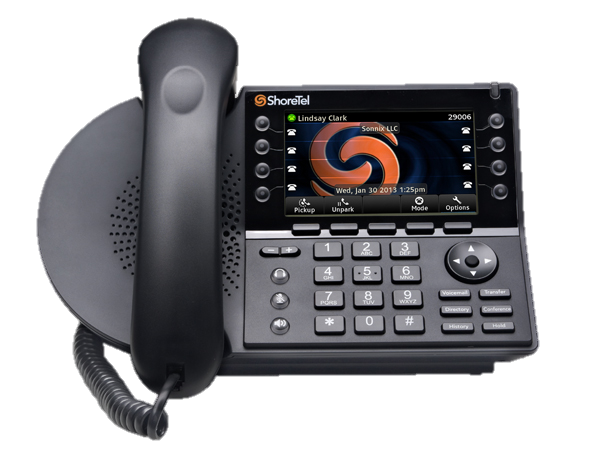 ShoreTel
Lindsay Clark 29006
Sonnix LLC
Wed, Jan 30 2013 1:25pm
Pickup Unpark Mode Options
− +
1 2 ABC 3 DEF
4 GHI 5 JKL 6 MNO
7 PQRS 8 TUV 9 WXYZ
* 0 #
Voicemail Transfer
Directory Conference
History Hold